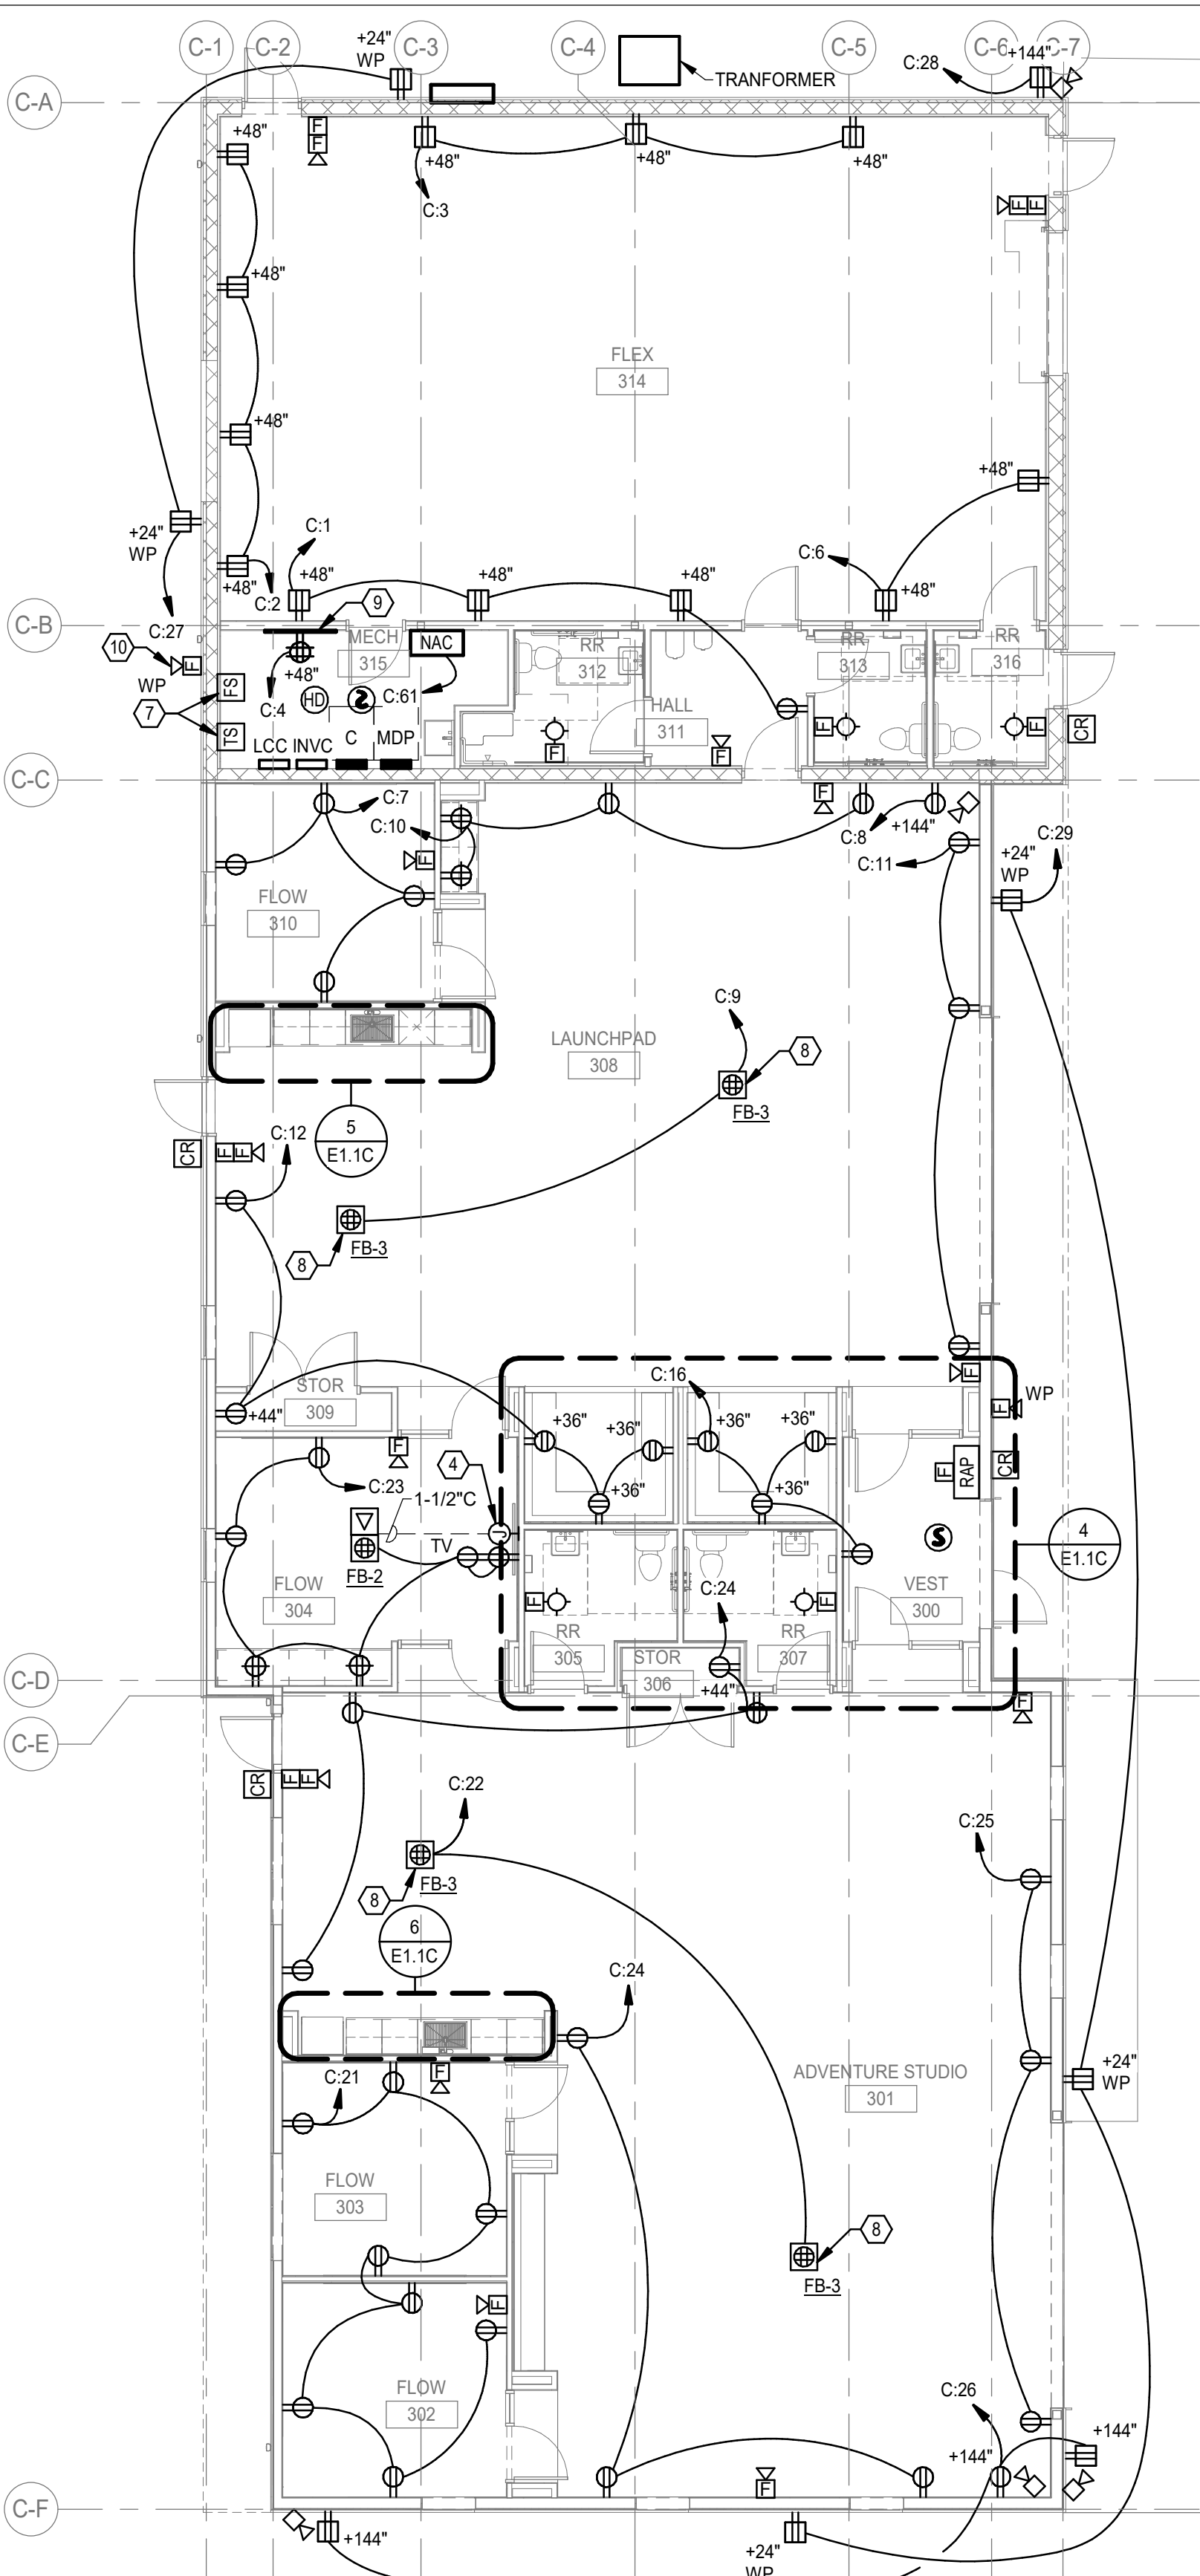 C-1
C-2
C-3
C-4
C-5
C-6
C-7
+24"
WP
TRANFORMER
C:28
+144"
C-A
+48"
F
F
+48"
+48"
+48"
C:3
F
F
+48"
FLEX
314
+48"
+48"
+24"
WP
C:1
C:6
+48"
+48"
+48"
+48"
+48"
C:2
9
C-B
C:27
10
F
WP
MECH
315
NAC
RR
312
RR
313
RR
316
+48"
FS
HD
C:61
7
C:4
TS
HALL
311
F
F
F
F
CR
LCC
INVC
C
MDP
C-C
C:7
C:10
F
C:8
+144"
C:11
+24"
WP
C:29
F
FLOW
310
C:9
LAUNCHPAD
308
8
FB-3
5
E1.1C
C:12
CR
F
F
FB-3
8
STOR
309
+44"
C:16
F
+36"
+36"
+36"
+36"
+36"
+36"
F
WP
F
4
C:23
1-1/2"C
J
F
RAP
CR
TV
FB-2
S
4
E1.1C
FLOW
304
C:24
VEST
300
F
F
RR
305
STOR
306
RR
307
+44"
C-D
C-E
F
CR
F
F
C:22
C:25
FB-3
8
6
E1.1C
C:24
F
C:21
ADVENTURE STUDIO
301
+24"
WP
FLOW
303
8
FB-3
F
FLOW
302
C:26
+144"
+144"
F
C-F
+144"
+24"
WP